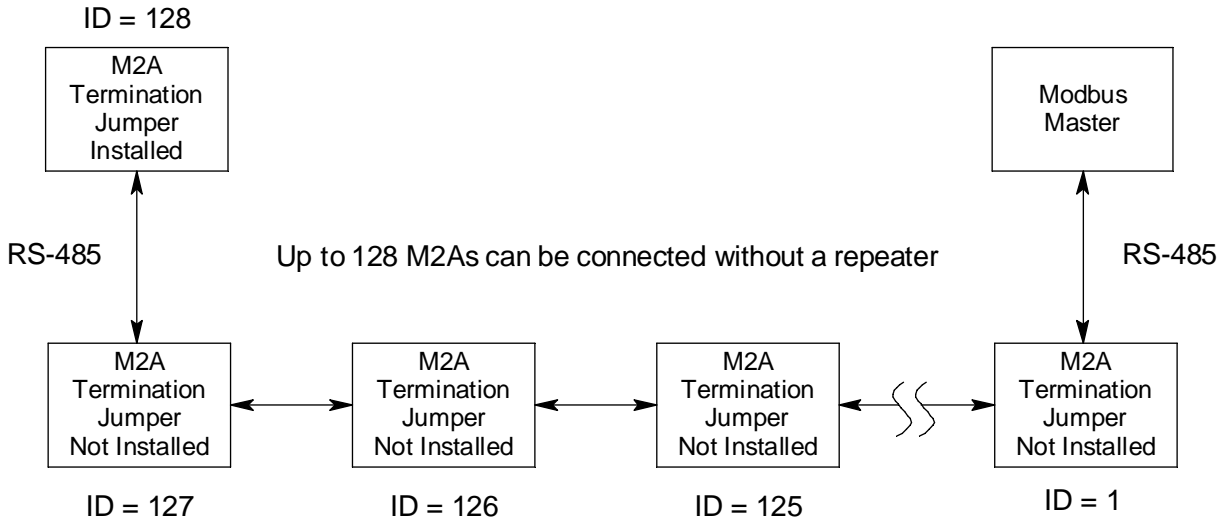 ID = 128
M2A
Termination
Jumper
Installed
Modbus
Master
RS-485
Up to 128 M2As can be connected without a repeater
RS-485
M2A
Termination
Jumper
Not Installed
M2A
Termination
Jumper
Not Installed
M2A
Termination
Jumper
Not Installed
M2A
Termination
Jumper
Not Installed
ID = 127
ID = 126
ID = 125
ID = 1